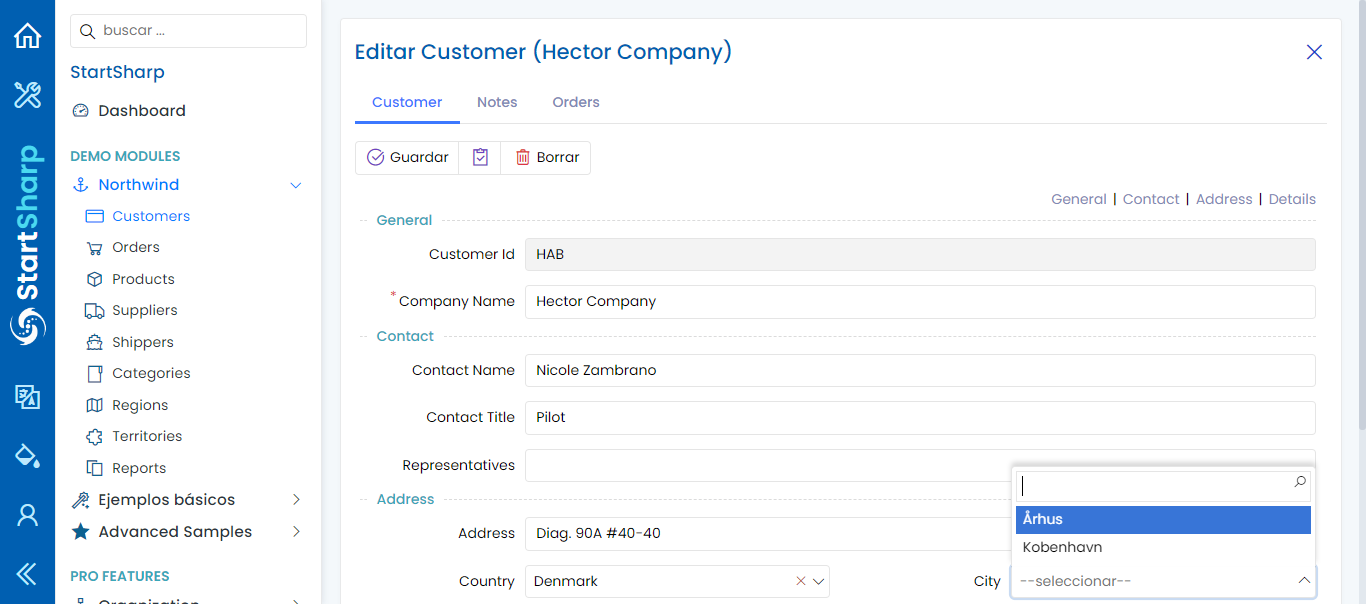 buscar ...
StartSharp
Dashboard
DEMO MODULES
Northwind
Customers
Orders
Products
Suppliers
Shippers
Categories
Regions
Territories
Reports
Ejemplos básicos
Advanced Samples
PRO FEATURES
Organization
StartSharp
Editar Customer (Hector Company)
Customer Notes Orders
Guardar Borrar
General | Contact | Address | Details
General
Customer Id HAB
* Company Name Hector Company
Contact
Contact Name Nicole Zambrano
Contact Title Pilot
Representatives
Address
Address Diag. 90A #40-40
Århus
Kobenhavn
Country Denmark City --seleccionar--